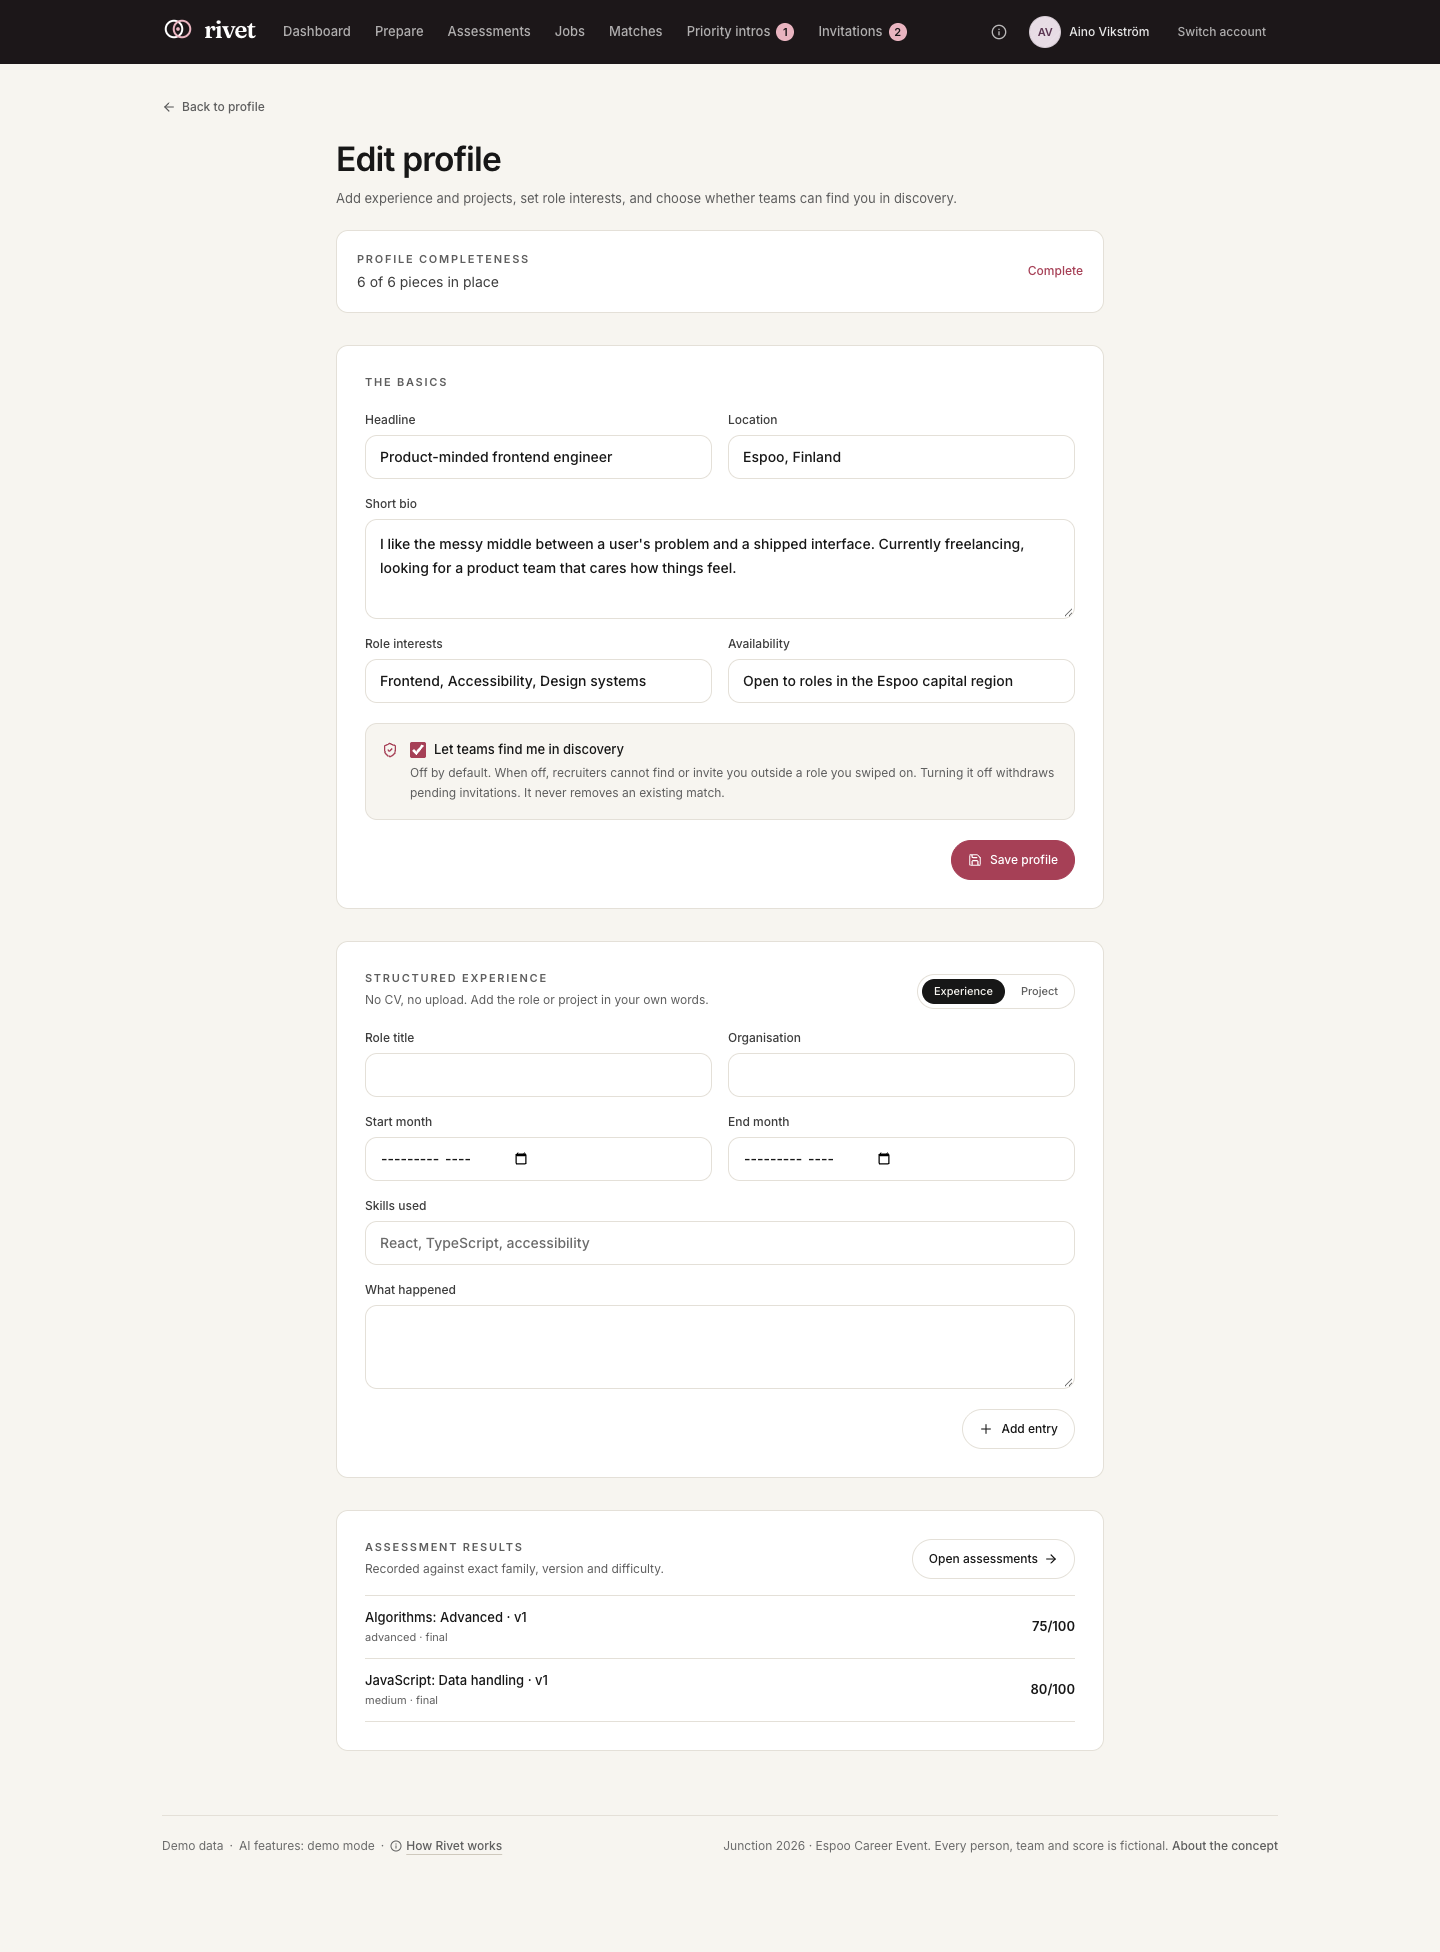 rivet
Dashboard
Prepare
Assessments
Jobs
Matches
Priority intros 1
Invitations 2
AV
Aino Vikström
Switch account
Back to profile
Edit profile
Add experience and projects, set role interests, and choose whether teams can find you in discovery.
PROFILE COMPLETENESS
6 of 6 pieces in place
Complete
THE BASICS
Headline
Product-minded frontend engineer
Location
Espoo, Finland
Short bio
I like the messy middle between a user's problem and a shipped interface. Currently freelancing,
looking for a product team that cares how things feel.
Role interests
Frontend, Accessibility, Design systems
Availability
Open to roles in the Espoo capital region
Let teams find me in discovery
Off by default. When off, recruiters cannot find or invite you outside a role you swiped on. Turning it off withdraws
pending invitations. It never removes an existing match.
Save profile
STRUCTURED EXPERIENCE
No CV, no upload. Add the role or project in your own words.
Experience
Project
Role title
Organisation
Start month
--------- ----
End month
--------- ----
Skills used
React, TypeScript, accessibility
What happened
Add entry
ASSESSMENT RESULTS
Recorded against exact family, version and difficulty.
Open assessments
Algorithms: Advanced · v1
advanced · final
75/100
JavaScript: Data handling · v1
medium · final
80/100
Demo data · AI features: demo mode · How Rivet works
Junction 2026 · Espoo Career Event. Every person, team and score is fictional. About the concept